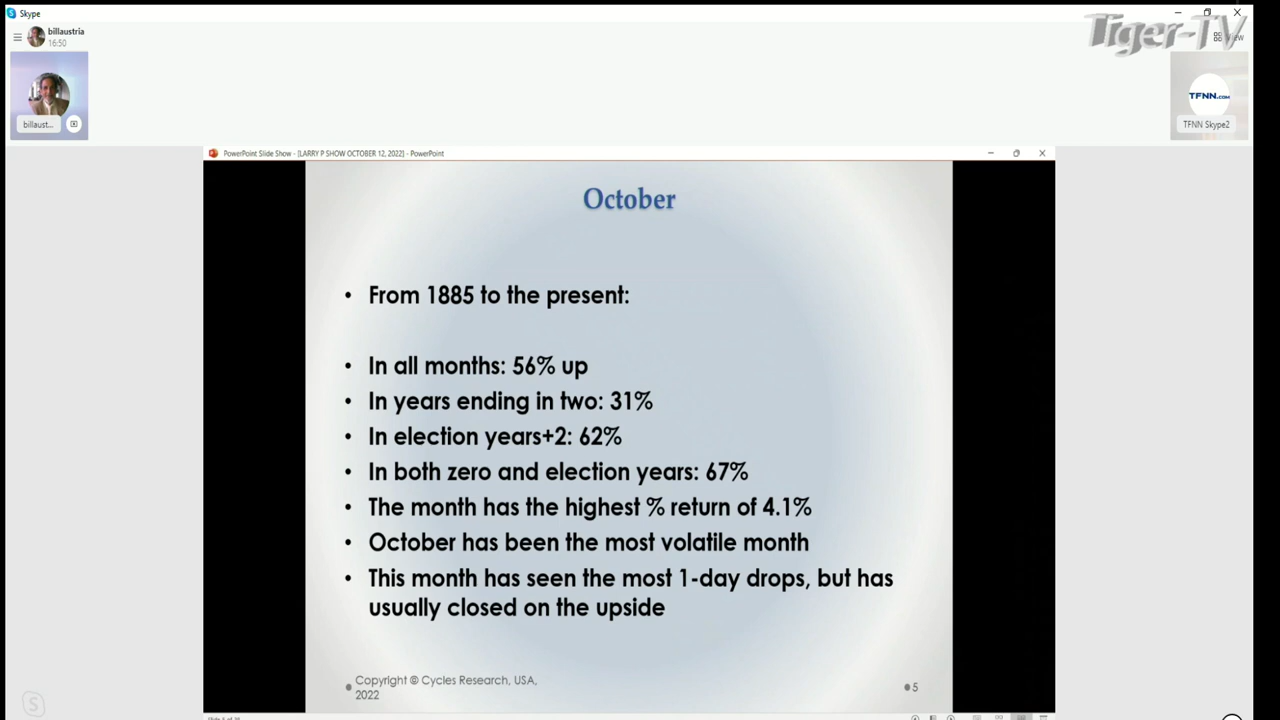 Skype
billaustria
16:50
Tiger-TV
View
billaust...
TFNN.COM
TFNN Skype2
PowerPoint Slide Show - [LARRY P SHOW OCTOBER 12, 2022] - PowerPoint
October
• From 1885 to the present:
• In all months: 56% up
• In years ending in two: 31%
• In election years+2: 62%
• In both zero and election years: 67%
• The month has the highest % return of 4.1%
• October has been the most volatile month
• This month has seen the most 1-day drops, but has
usually closed on the upside
Copyright © Cycles Research, USA,
2022
5